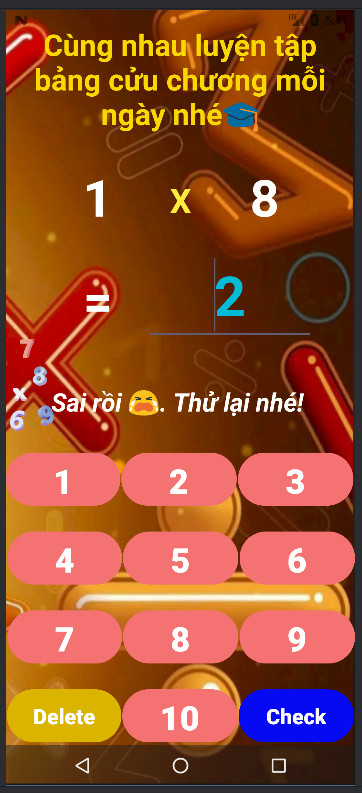 Cùng nhau luyện tập
bảng cửu chương mỗi
ngày nhé🎓
1 x 8
= 2
7
8
x
6 9
Sai rồi 😭. Thử lại nhé!
1 2 3
4 5 6
7 8 9
Delete 10 Check